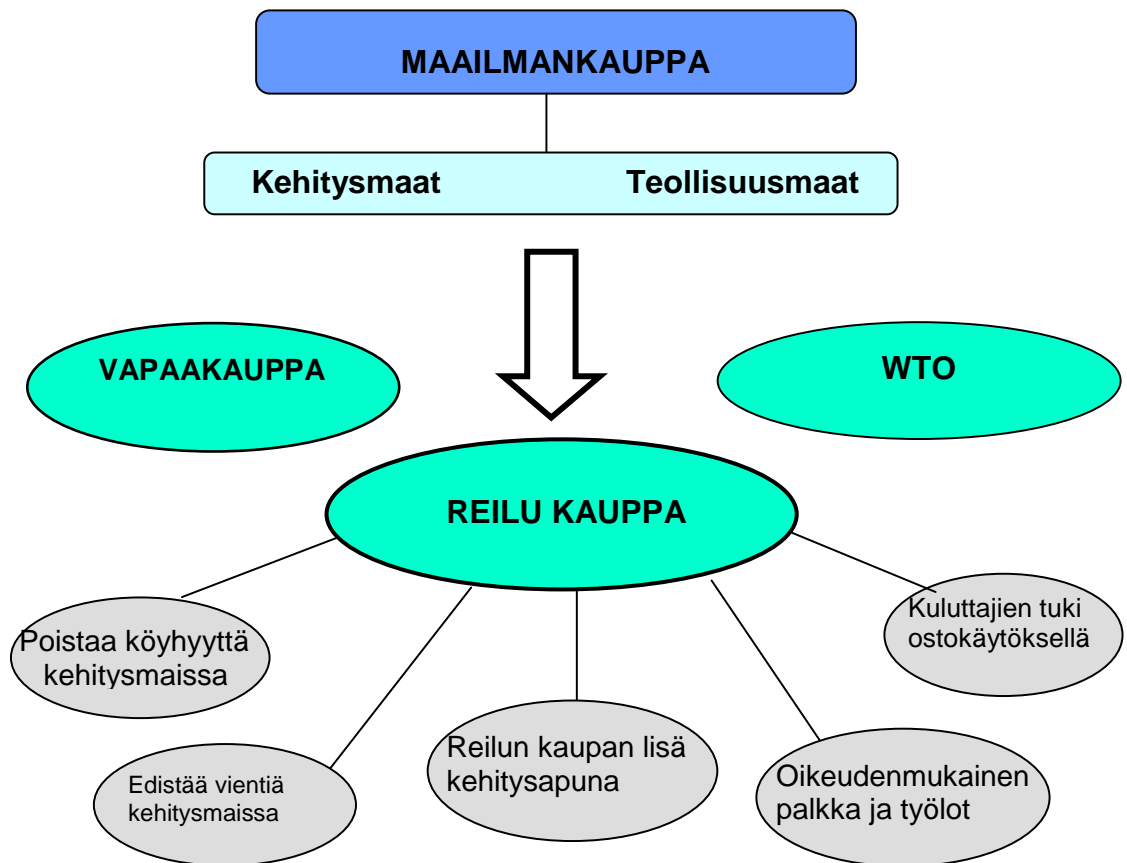 MAAILMANKAUPPA
Kehitysmaat Teollisuusmaat
VAPAAKAUPPA
WTO
REILU KAUPPA
Poistaa köyhyyttä
kehitysmaissa
Edistää vientiä
kehitysmaissa
Reilun kaupan lisä
kehitysapuna
Oikeudenmukainen
palkka ja työlot
Kuluttajien tuki
ostokäytöksellä